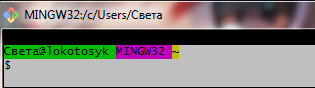 MINGW32:/c/Users/Света
Света@lokotosyk MINGW32 ~
$